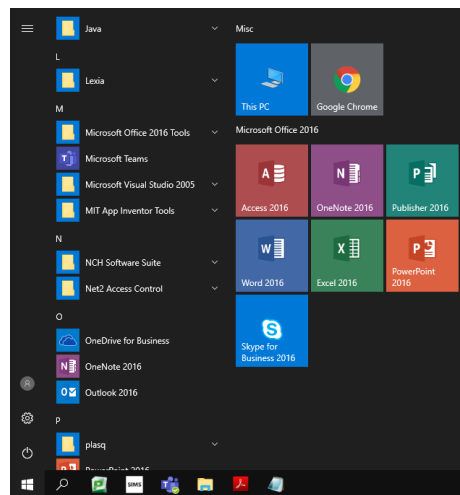 Java
L
Lexia
M
Microsoft Office 2016 Tools
Microsoft Teams
Microsoft Visual Studio 2005
MIT App Inventor Tools
N
NCH Software Suite
Net2 Access Control
O
OneDrive for Business
OneNote 2016
Outlook 2016
P
plasq
PowerPoint 2016
Misc
This PC
Google Chrome
Microsoft Office 2016
Access 2016
OneNote 2016
Publisher 2016
Word 2016
Excel 2016
PowerPoint
2016
Skype for
Business 2016
SIMS